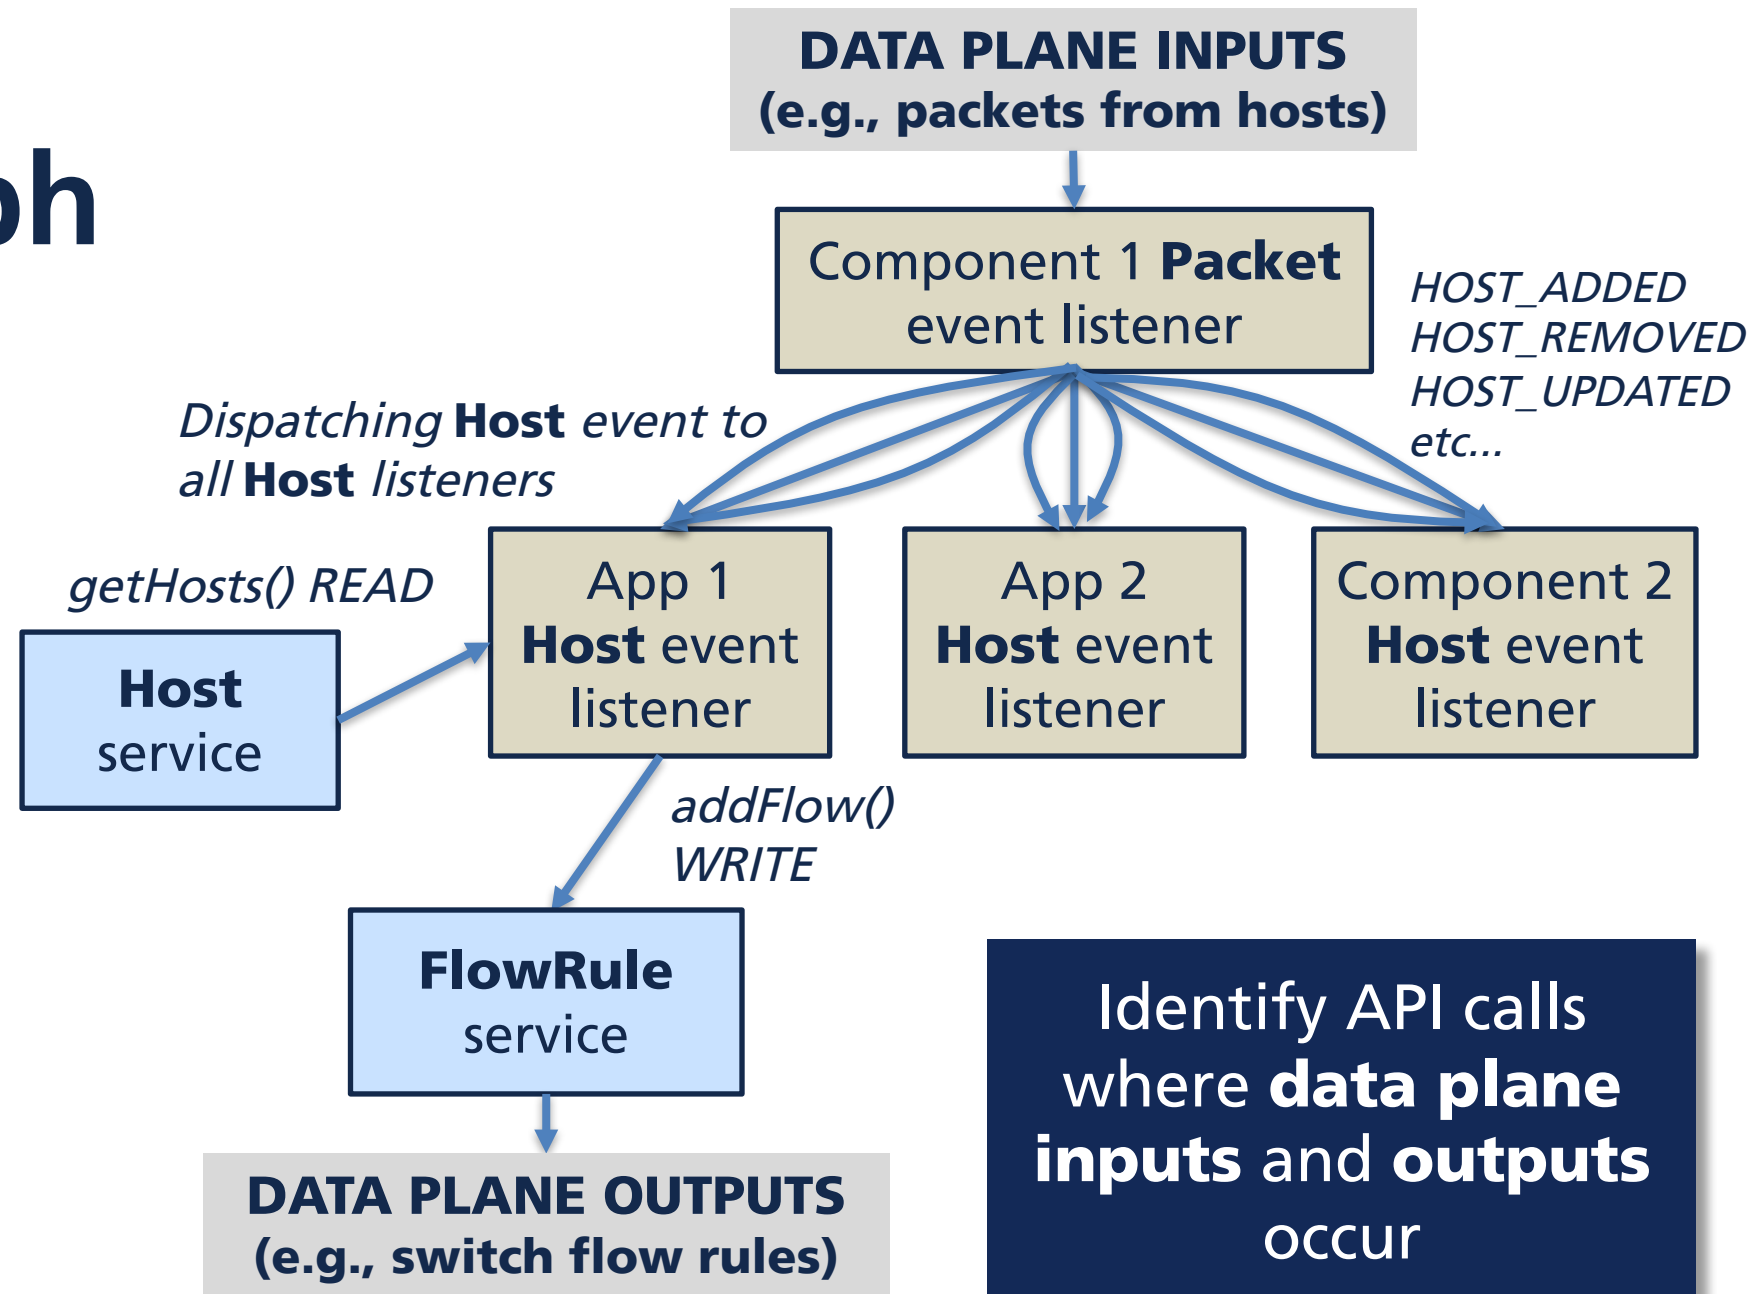 DATA PLANE INPUTS
(e.g., packets from hosts)
ph
Component 1 Packet
event listener
HOST_ADDED
HOST_REMOVED
HOST_UPDATED
etc...
Dispatching Host event to
all Host listeners
getHosts() READ
Host
service
App 1
Host event
listener
App 2
Host event
listener
Component 2
Host event
listener
addFlow()
WRITE
FlowRule
service
DATA PLANE OUTPUTS
(e.g., switch flow rules)
Identify API calls
where data plane
inputs and outputs
occur